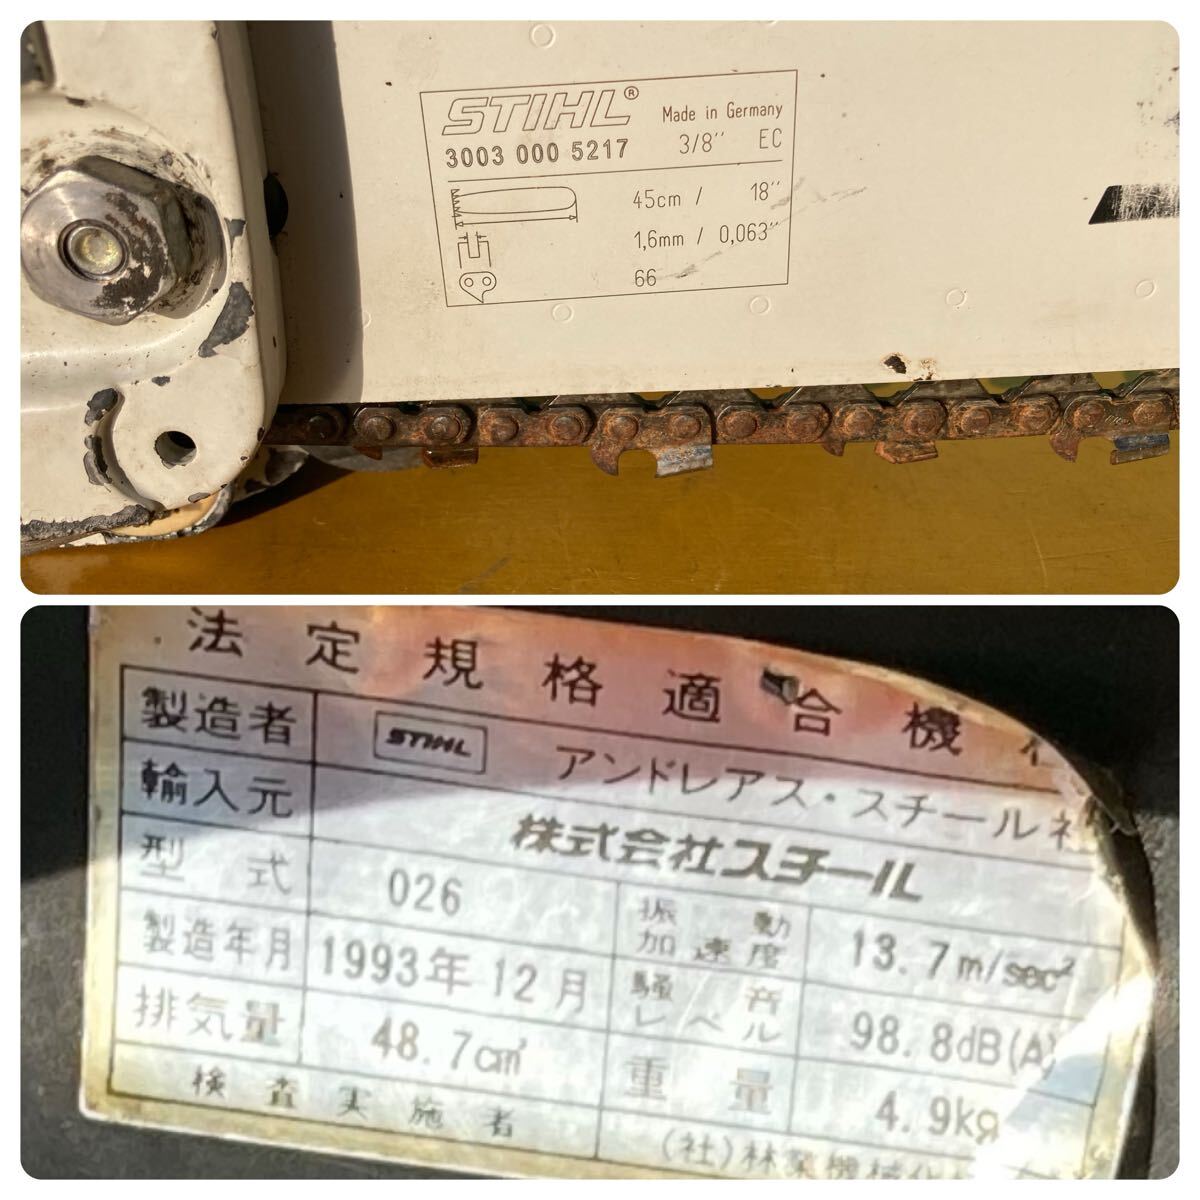 STIHL® Made in Germany
3003 000 5217 3/8" EC
45cm / 18"
1,6mm / 0,063"
66
法定規格適合機
製造者 STIHL アンドレアス・スチール社
輸入元 株式会社スチール
型式 026 振動加速度 13.7m/sec²
製造年月 1993年12月 騒音レベル 98.8dB(A)
排気量 48.7cm³ 重量 4.9kg
検査実施者 (社)林業機械化